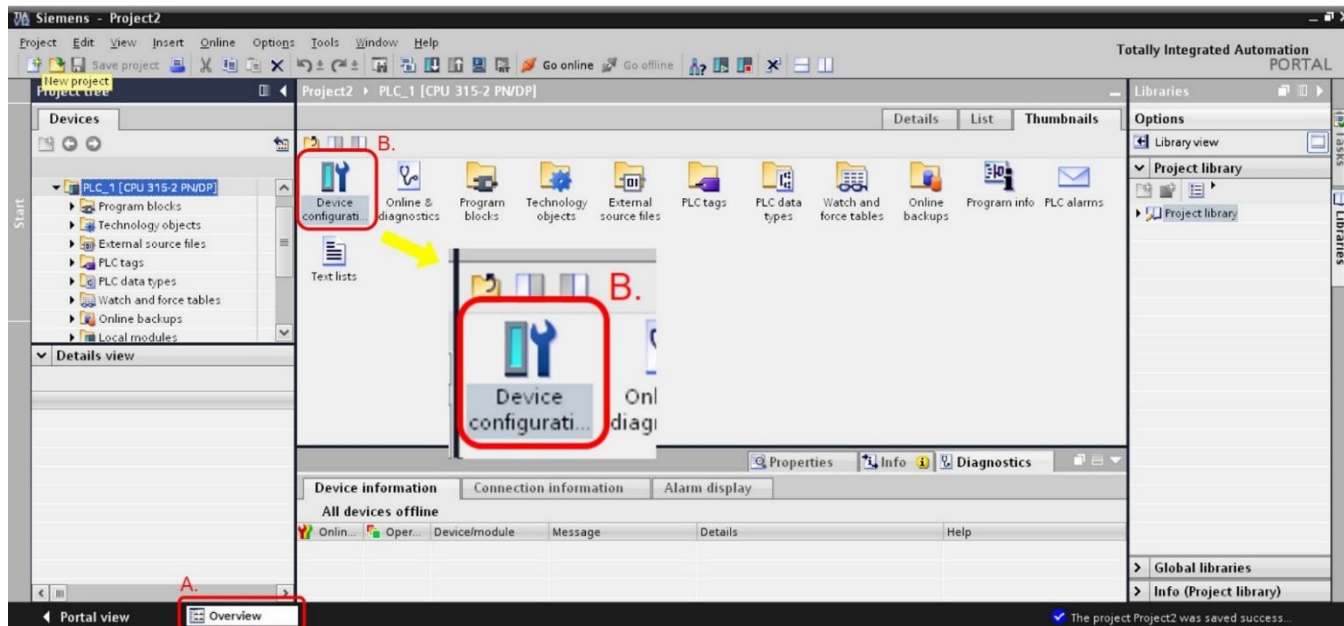 Siemens - Project2
Project Edit View Insert Online Options Tools Window Help
Totally Integrated Automation
PORTAL
Save project
Go online
Go offline
New project
Project2 PLC_1 [CPU 315-2 PN/DP]
Libraries
Devices
Details List Thumbnails
Options
B.
Library view
Project library
Project library
PLC_1 [CPU 315-2 PN/DP]
Program blocks
Technology objects
External source files
PLC tags
PLC data types
Watch and force tables
Online backups
Local modules
Device configurati...
Online & diagnostics
Program blocks
Technology objects
External source files
PLC tags
PLC data types
Watch and force tables
Online backups
Program info
PLC alarms
Text lists
B.
Device
configurati...
Onl
diag
Start
Tasks
Libraries
Details view
Properties Info Diagnostics
Device information Connection information Alarm display
All devices offline
Onlin... Oper... Device/module Message Details Help
Global libraries
Info (Project library)
A.
Portal view
Overview
The project Project2 was saved success...